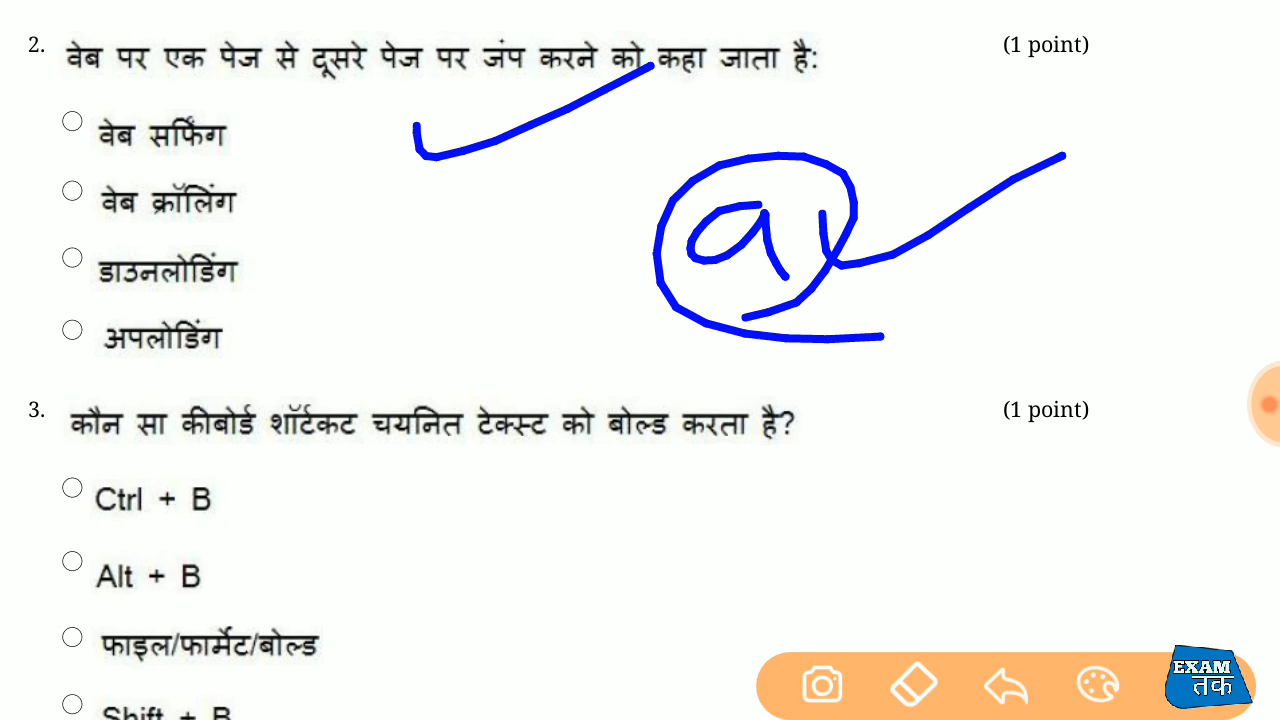 2. वेब पर एक पेज से दूसरे पेज पर जंप करने को कहा जाता है: (1 point)
वेब सर्फिंग
वेब क्रॉलिंग
a
डाउनलोडिंग
अपलोडिंग
3. कौन सा कीबोर्ड शॉर्टकट चयनित टेक्स्ट को बोल्ड करता है? (1 point)
Ctrl + B
Alt + B
फाइल/फार्मेट/बोल्ड
Shift + B
EXAM
तक